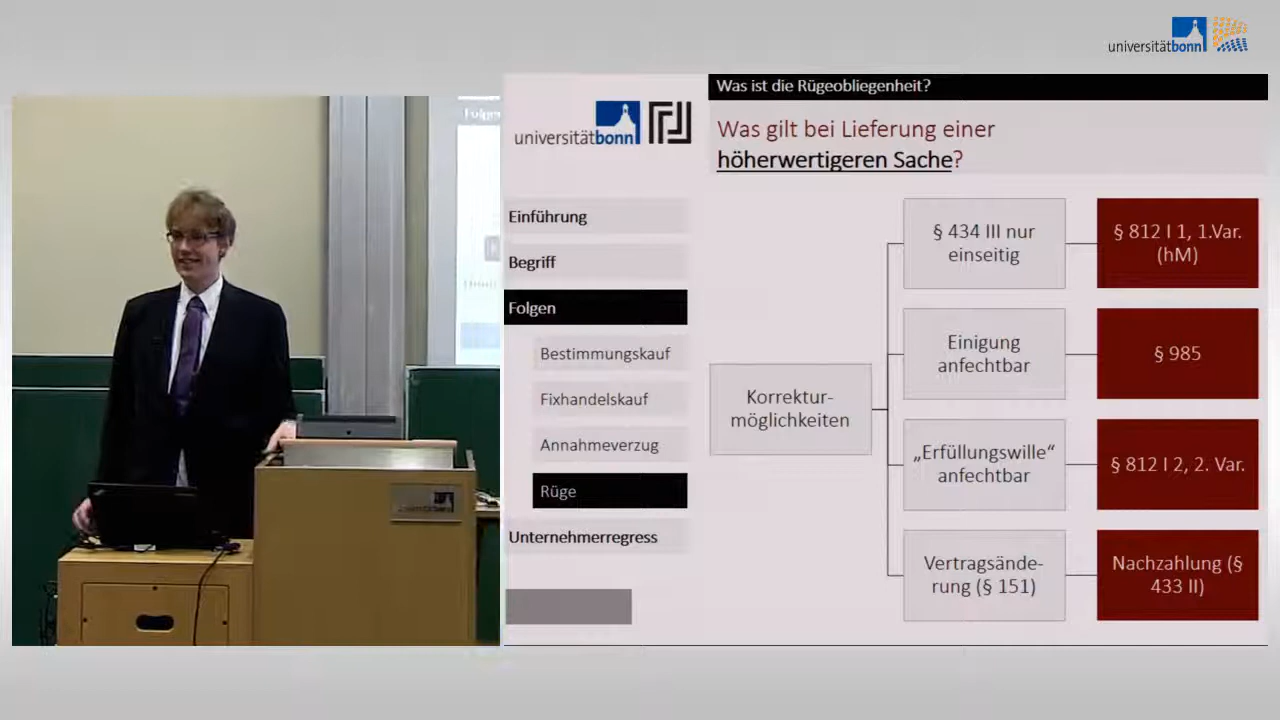 universitätbonn
Folgen
Was ist die Rügeobliegenheit?
universitätbonn
Was gilt bei Lieferung einer
höherwertigeren Sache?
Einführung
Begriff
Folgen
Bestimmungskauf
Fixhandelskauf
Annahmeverzug
Rüge
Unternehmerregress
Korrektur-
möglichkeiten
§ 434 III nur
einseitig
§ 812 I 1, 1.Var.
(hM)
Einigung
anfechtbar
§ 985
„Erfüllungswille“
anfechtbar
§ 812 I 2, 2. Var.
Vertragsände-
rung (§ 151)
Nachzahlung (§
433 II)